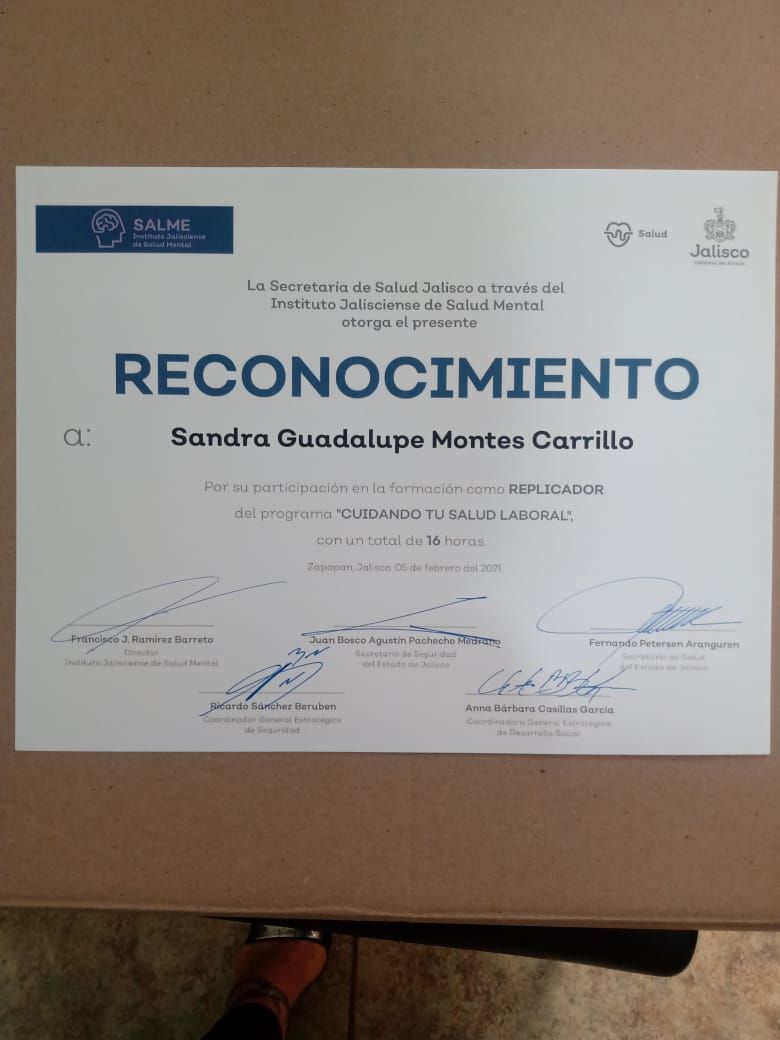 SALME
Instituto Jalisciense
de Salud Mental
Salud
Jalisco
GOBIERNO DEL ESTADO
La Secretaría de Salud Jalisco a través del
Instituto Jalisciense de Salud Mental
otorga el presente
RECONOCIMIENTO
a: Sandra Guadalupe Montes Carrillo
Por su participación en la formación como REPLICADOR
del programa "CUIDANDO TU SALUD LABORAL",
con un total de 16 horas.
Zapopan, Jalisco. 05 de febrero del 2021
Francisco J. Ramírez Barreto
Director
Instituto Jalisciense de Salud Mental
Juan Bosco Agustín Pachecho Medrano
Secretario de Seguridad
del Estado de Jalisco
Fernando Petersen Aranguren
Secretario de Salud
del Estado de Jalisco
Ricardo Sánchez Beruben
Coordinador General Estratégico
de Seguridad
Anna Bárbara Casillas García
Coordinadora General Estratégica
de Desarrollo Social